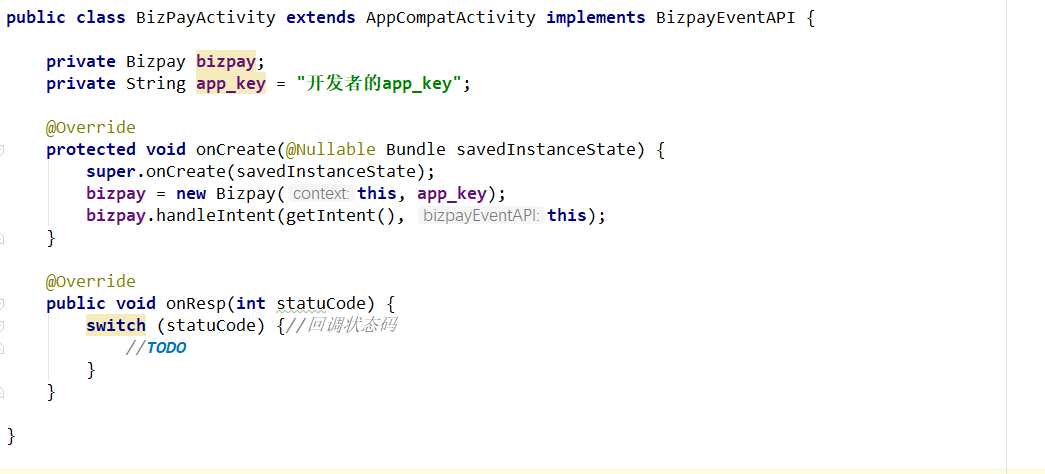 public class BizPayActivity extends AppCompatActivity implements BizpayEventAPI {
private Bizpay bizpay;
private String app_key = "开发者的app_key";
@Override
protected void onCreate(@Nullable Bundle savedInstanceState) {
super.onCreate(savedInstanceState);
bizpay = new Bizpay( context: this, app_key);
bizpay.handleIntent(getIntent(), bizpayEventAPI: this);
}
@Override
public void onResp(int statuCode) {
switch (statuCode) {//回调状态码
//TODO
}
}
}